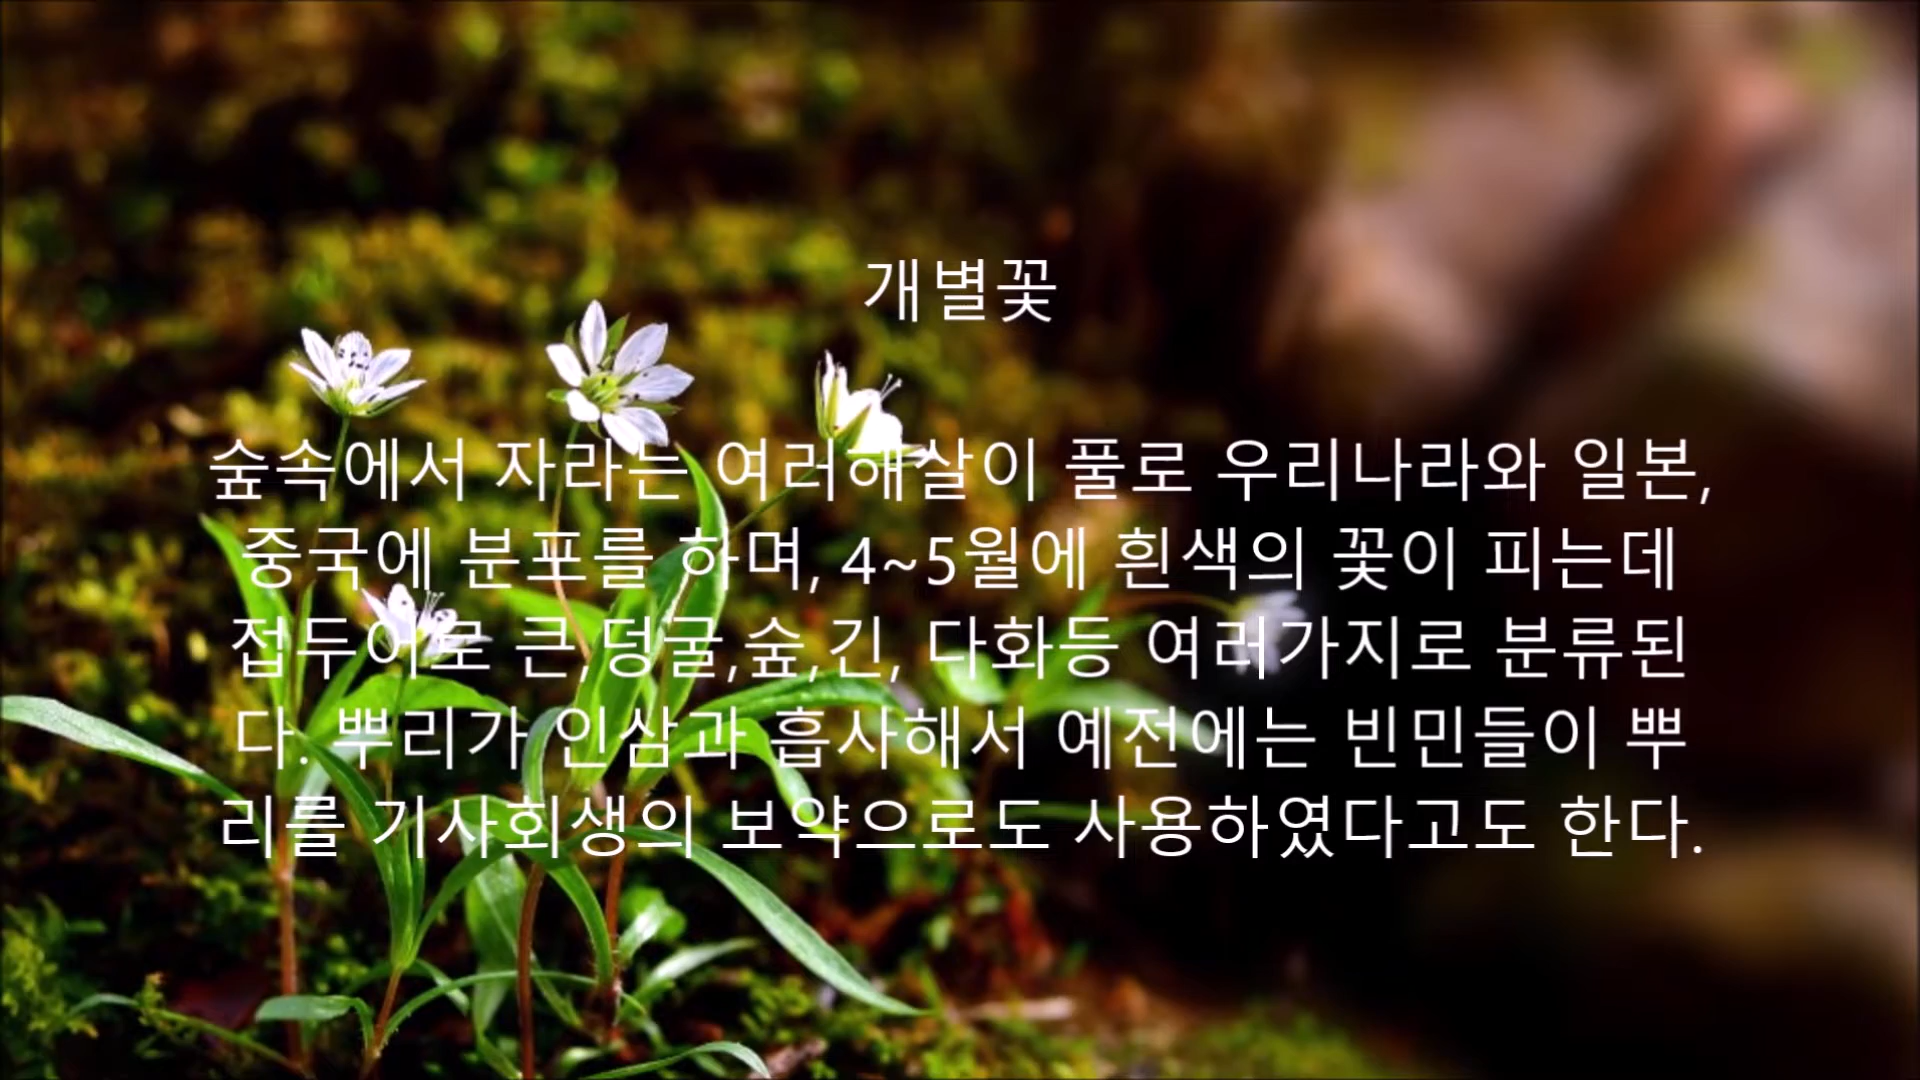 개별꽃
숲속에서 자라는 여러해살이 풀로 우리나라와 일본,
중국에 분포를 하며, 4~5월에 흰색의 꽃이 피는데
접두어로 큰,덩굴,숲,긴, 다화등 여러가지로 분류된
다. 뿌리가 인삼과 흡사해서 예전에는 빈민들이 뿌
리를 기사회생의 보약으로도 사용하였다고도 한다.